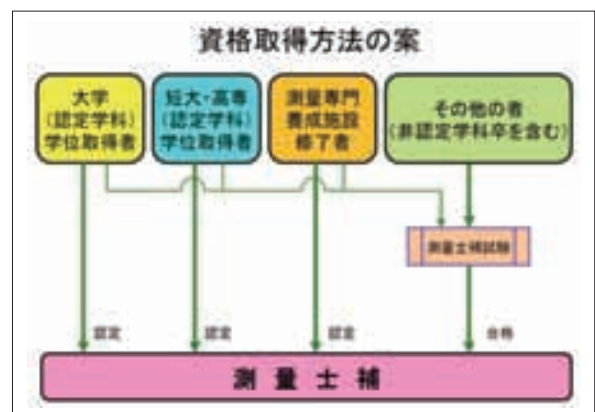 資格取得方法の案
大学
(認定学科)
学位取得者
短大・高専
(認定学科)
学位取得者
測量専門
養成施設
修了者
その他の者
(非認定学科卒を含む)
測量士補試験
認定
認定
認定
合格
測量士補